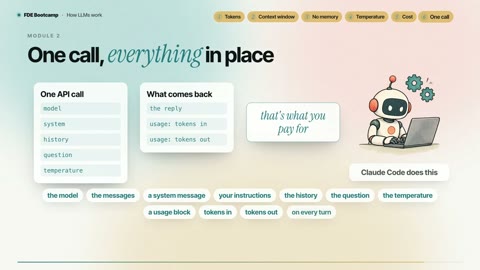 FDE Bootcamp · How LLMs work
Tokens
Context window
No memory
Temperature
Cost
One call
MODULE 2
One call, everything in place
One API call
model
system
history
question
temperature
What comes back
the reply
usage: tokens in
usage: tokens out
that's what you
pay for
Claude Code does this
the model
the messages
a system message
your instructions
the history
the question
the temperature
a usage block
tokens in
tokens out
on every turn